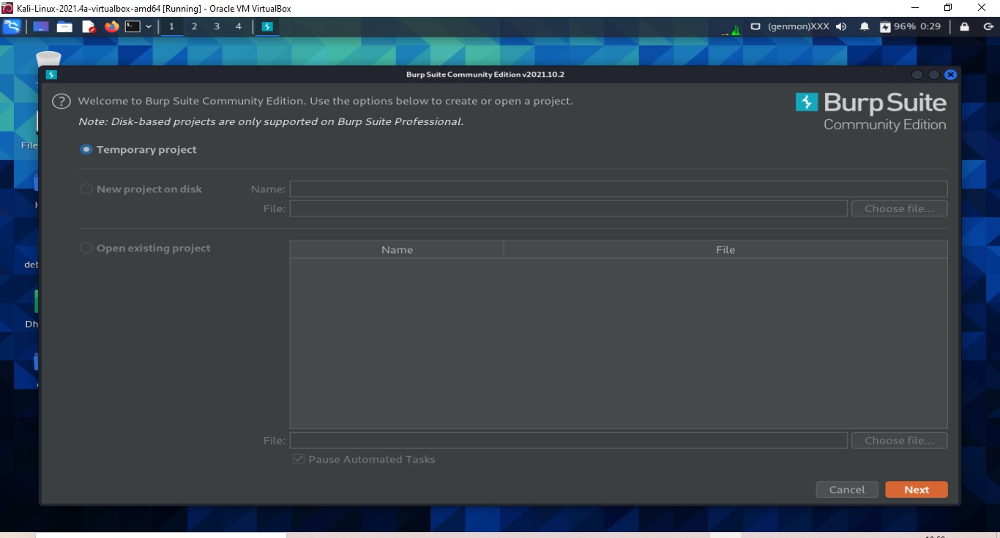 Kali-Linux-2021.4a-virtualbox-amd64 [Running] - Oracle VM VirtualBox
1 2 3 4 (genmon)XXX 96% 0:29
Burp Suite Community Edition v2021.10.2
Welcome to Burp Suite Community Edition. Use the options below to create or open a project.
Note: Disk-based projects are only supported on Burp Suite Professional.
Burp Suite
Community Edition
File
Temporary project
New project on disk Name:
File: Choose file...
Open existing project Name File
deb
Dh
File: Choose file...
Pause Automated Tasks
Cancel Next